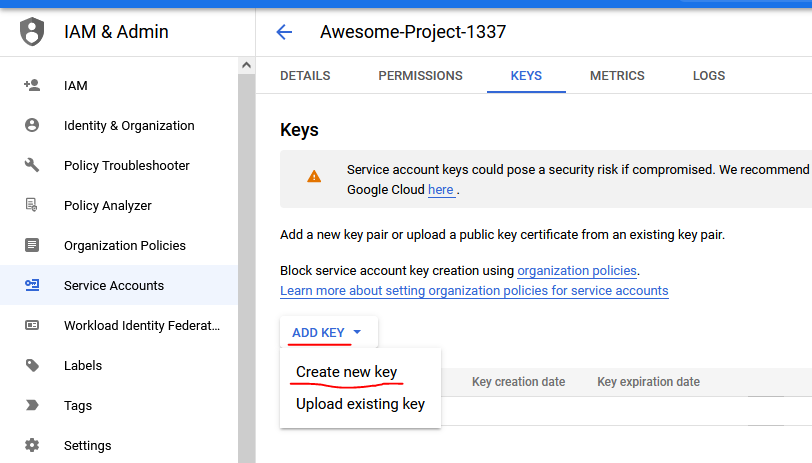 IAM & Admin
Awesome-Project-1337
IAM
Identity & Organization
Policy Troubleshooter
Policy Analyzer
Organization Policies
Service Accounts
Workload Identity Federat...
Labels
Tags
Settings
DETAILS PERMISSIONS KEYS METRICS LOGS
Keys
Service account keys could pose a security risk if compromised. We recommend
Google Cloud here .
Add a new key pair or upload a public key certificate from an existing key pair.
Block service account key creation using organization policies.
Learn more about setting organization policies for service accounts
ADD KEY
Create new key
Upload existing key
Key creation date Key expiration date